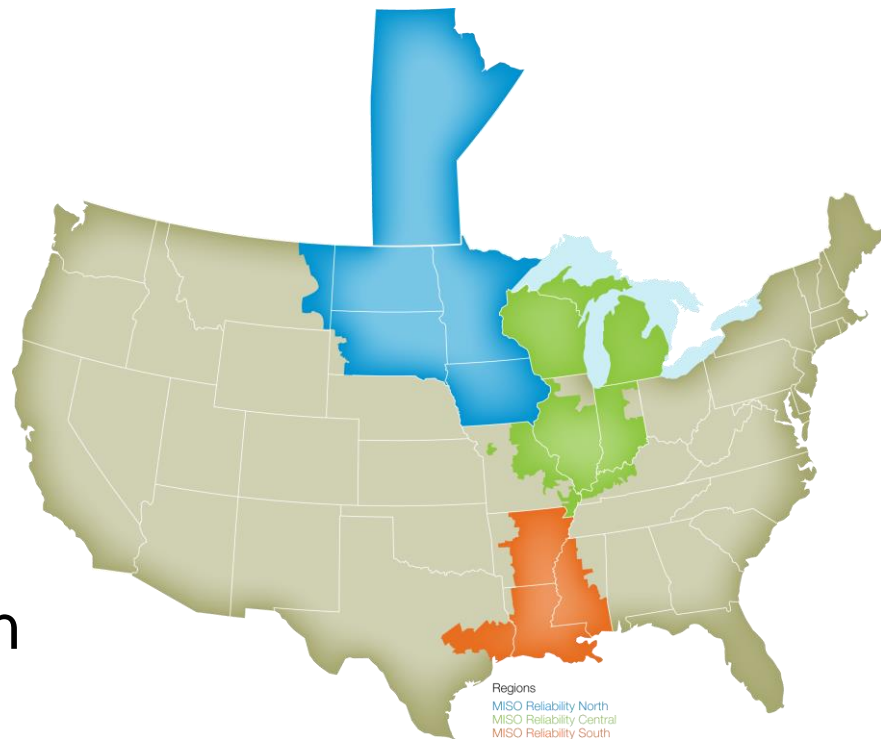 n
Regions
MISO Reliability North
MISO Reliability Central
MISO Reliability South